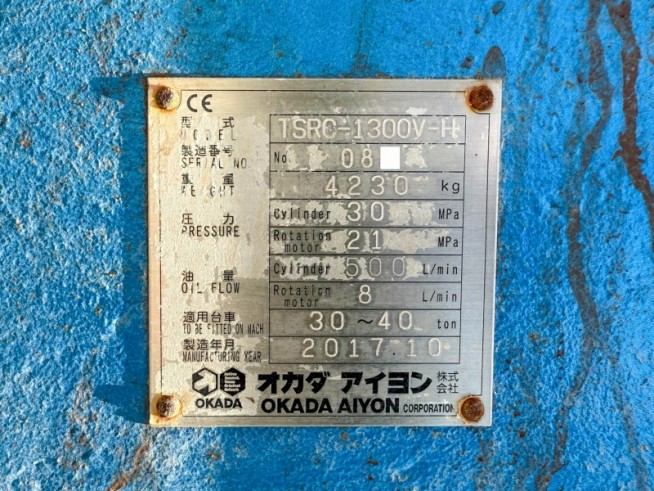 CE
型式 TSRC-1300V-H
MODEL
製造番号 No. 08
SERIAL NO
重量 4230 kg
WEIGHT
圧力 Cylinder 30 MPa
PRESSURE Rotation motor 21 MPa
油量 Cylinder 500 L/min
OIL FLOW Rotation motor 8 L/min
適用台車 30~40 ton
TO BE FITTED ON MACH
製造年月 2017.10
MANUFACTURING YEAR
オカダ アイヨン 株式会社
OKADA OKADA AIYON CORPORATION